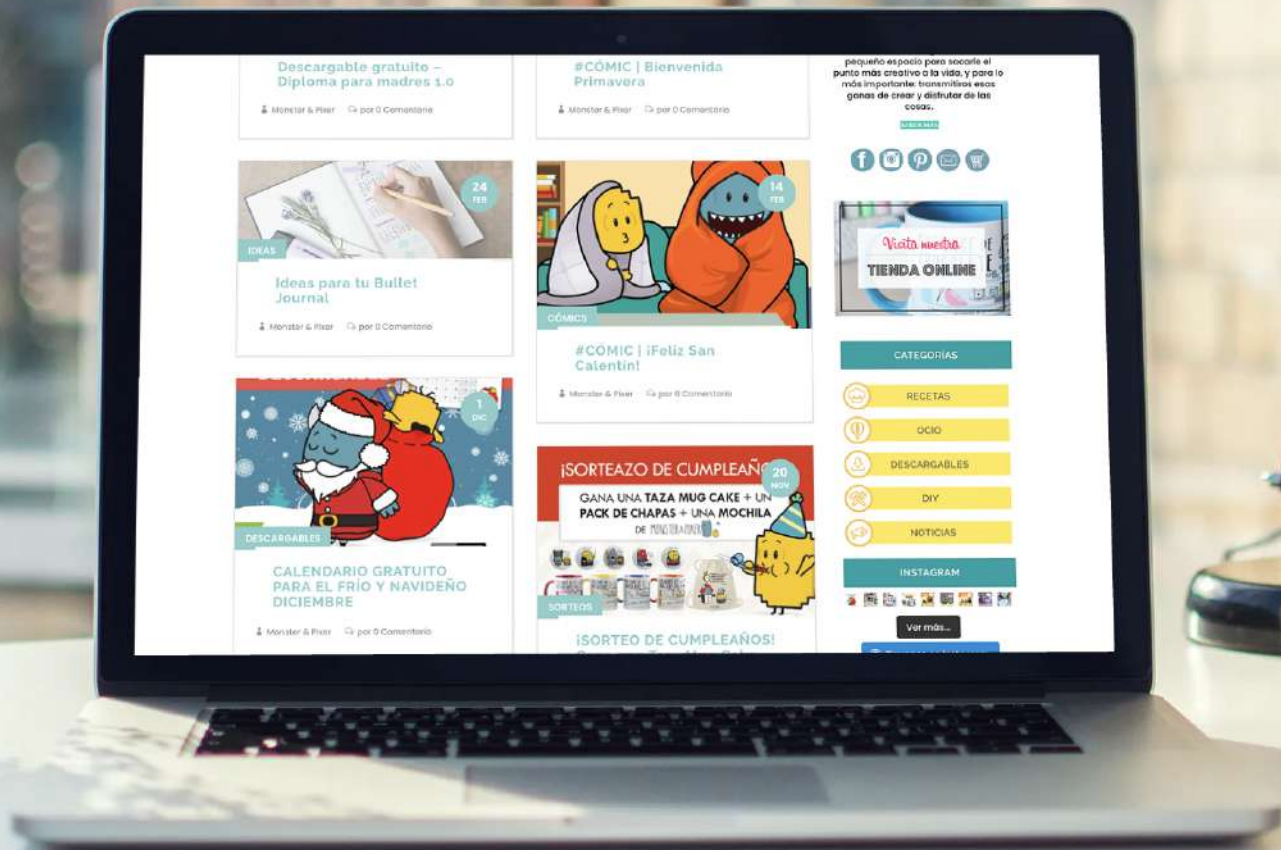 Descargable gratuito –
Diploma para madres 1.0
Monster & Pixer por 0 Comentario
24
FEB
IDEAS
Ideas para tu Bullet
Journal
Monster & Pixer por 0 Comentario
1
DIC
DESCARGABLES
CALENDARIO GRATUITO
PARA EL FRÍO Y NAVIDEÑO
DICIEMBRE
Monster & Pixer por 0 Comentario
#CÓMIC | Bienvenida
Primavera
Monster & Pixer por 0 Comentario
14
FEB
CÓMICS
#CÓMIC | ¡Feliz San
Calentín!
Monster & Pixer por 0 Comentario
¡SORTEAZO DE CUMPLEAÑ
20
NOV
GANA UNA TAZA MUG CAKE + UN
PACK DE CHAPAS + UNA MOCHILA
DE MONSTER&PIXER
SORTEOS
¡SORTEO DE CUMPLEAÑOS!
pequeño espacio para sacarle el
punto más creativo a la vida, y para lo
más importante: transmitiros esas
ganas de crear y disfrutar de las
cosas.
Visita nuestra
TIENDA ONLINE
CATEGORÍAS
RECETAS
OCIO
DESCARGABLES
DIY
NOTICIAS
INSTAGRAM
Ver más...